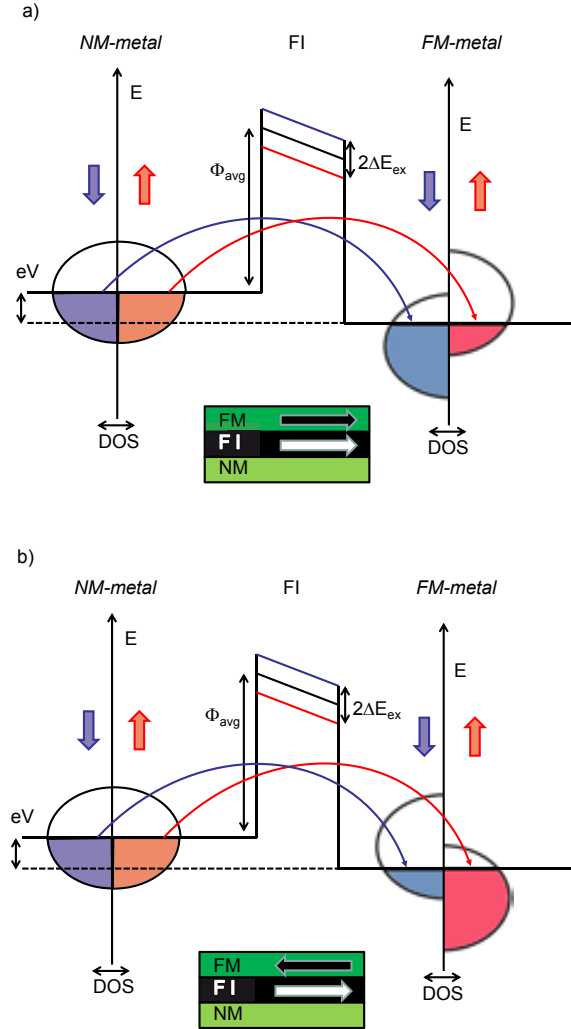 a)
NM-metal FI FM-metal
E
E
Φavg
2ΔEex
eV
DOS
DOS
FM
FI
NM
b)
NM-metal FI FM-metal
E
E
Φavg
2ΔEex
eV
DOS
DOS
FM
FI
NM